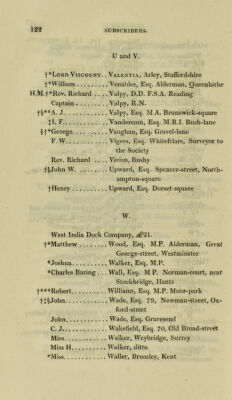 122 SUBSCRIBERS.
U and V.
†*LORD VISCOUNT..VALENTIA, Arley, Staffordshire
†*William.........Venables, Esq. Alderman, Queenhithe
H.M.‡*Rev. Richard....Valpy, D.D. F.S.A. Reading
Captain.........Valpy, R.N.
†§**A. J...........Valpy, Esq. M.A. Brunswick-square
‡I. F............Vandercom, Esq. M.R.I. Bush-lane
§†*George.........Vaughan, Esq. Gravel-lane
F. W..........Vigers, Esq. Whitefriars, Surveyor to
the Society
Rev. Richard ....Vivian, Bushy
†§John W. .......Upward, Esq. Spencer-street, North-
ampton-square
†Henry..........Upward, Esq. Dorset-square
W.
West India Dock Company, £21.
†*Matthew........Wood, Esq. M.P. Alderman, Great
George-street, Westminster
*Joshua..........Walker, Esq. M.P.
*Charles Baring...Wall, Esq. M P. Norman-court, near
Stockbridge, Hants
†***Robert..........Williams, Esq. M.P. Moor-park
†‡§John............Wade, Esq. 79, Newman-street, Ox-
ford-street
John............Wade, Esq. Gravesend
C. J............Wakefield, Esq. 70, Old Broad-street
Miss............Walker, Weybridge, Surrey
Miss H..........Walker, ditto
*Miss............Waller, Bromley, Kent